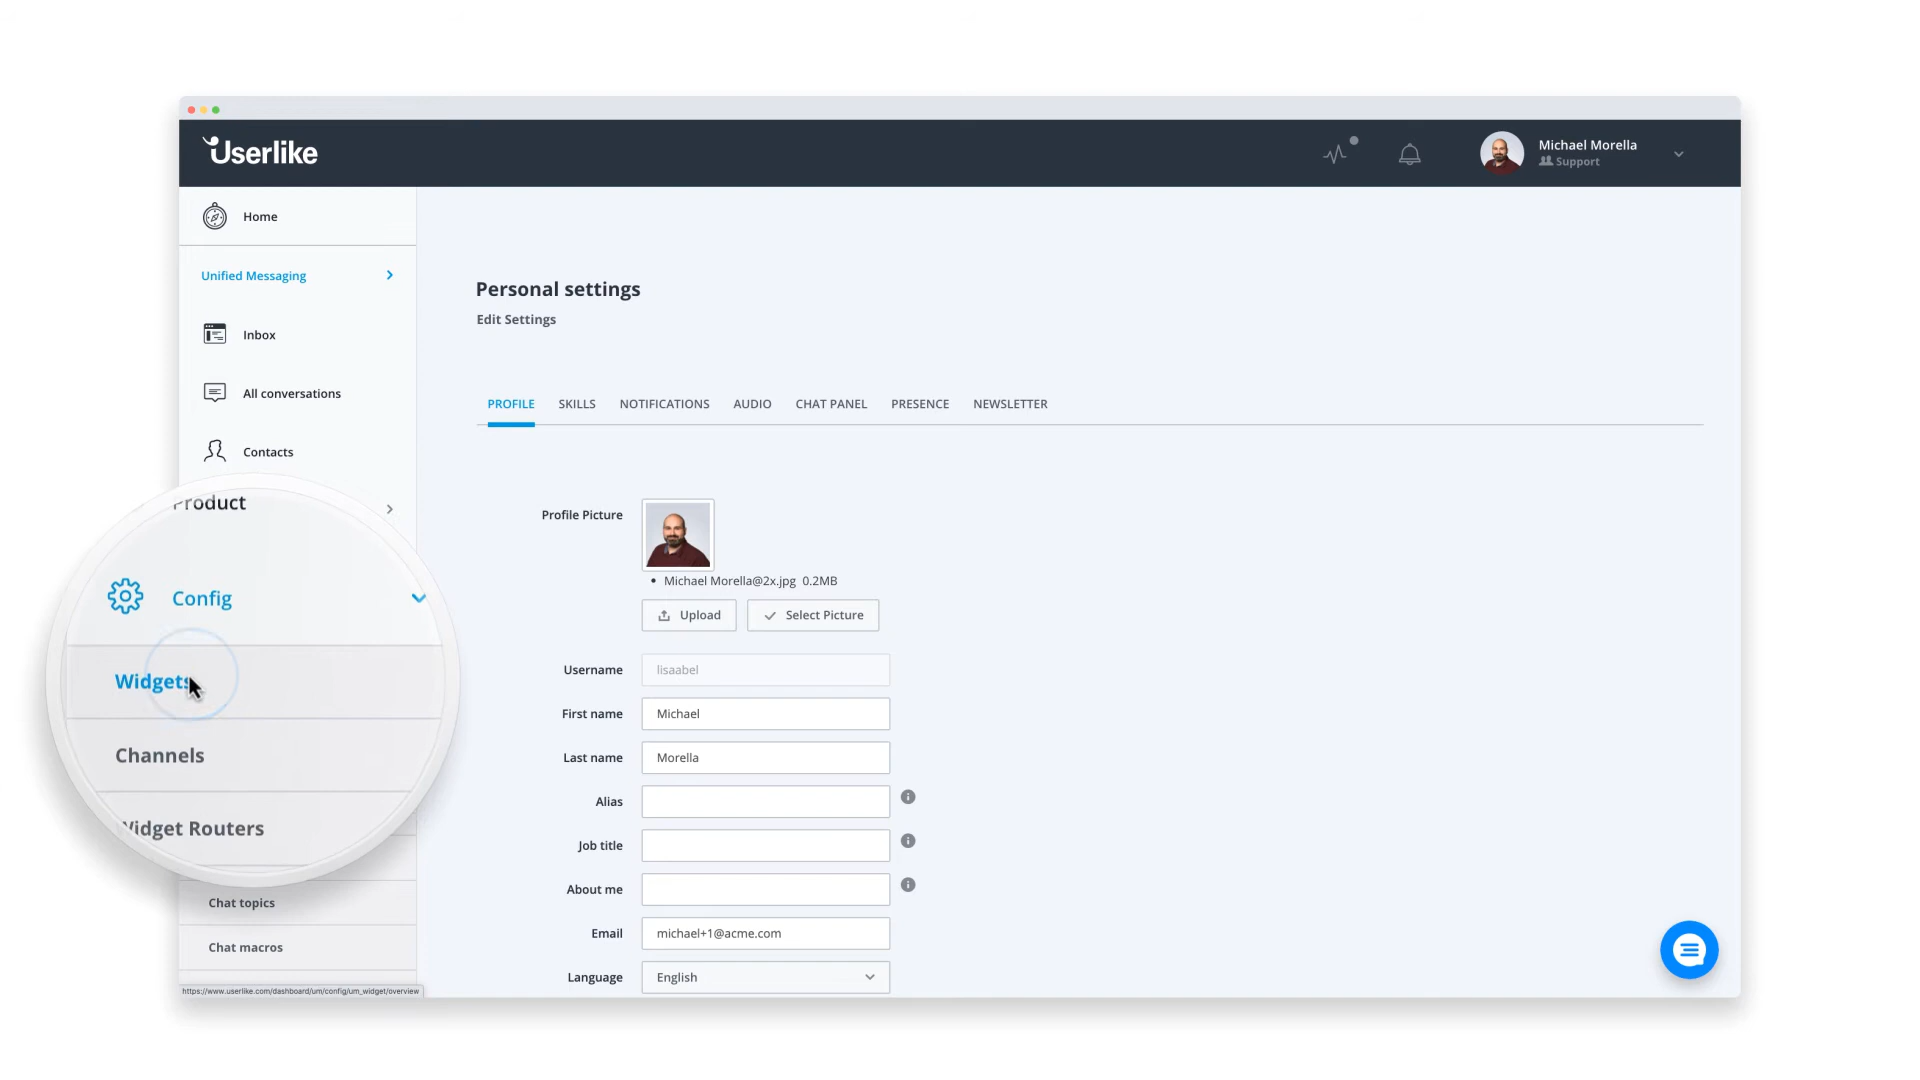 Userlike
Michael Morella
Support
Home
Unified Messaging
Inbox
All conversations
Contacts
Product
Config
Widgets
Channels
Widget Routers
Chat topics
Chat macros
https://www.userlike.com/dashboard/um/config/um_widget/overview
Personal settings
Edit Settings
PROFILE SKILLS NOTIFICATIONS AUDIO CHAT PANEL PRESENCE NEWSLETTER
Profile Picture
• Michael Morella@2x.jpg 0.2MB
Upload Select Picture
Username lisaabel
First name Michael
Last name Morella
Alias
Job title
About me
Email michael+1@acme.com
Language English